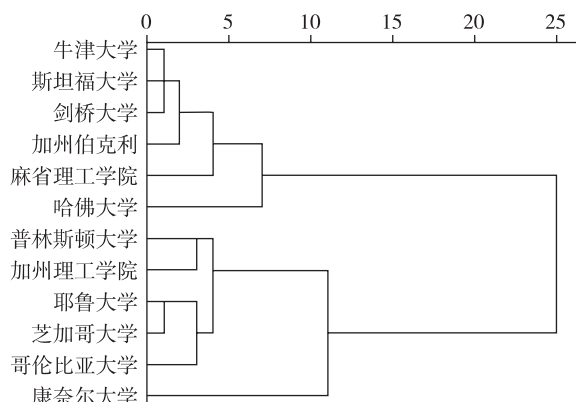 0 5 10 15 20 25
牛津大学
斯坦福大学
剑桥大学
加州伯克利
麻省理工学院
哈佛大学
普林斯顿大学
加州理工学院
耶鲁大学
芝加哥大学
哥伦比亚大学
康奈尔大学